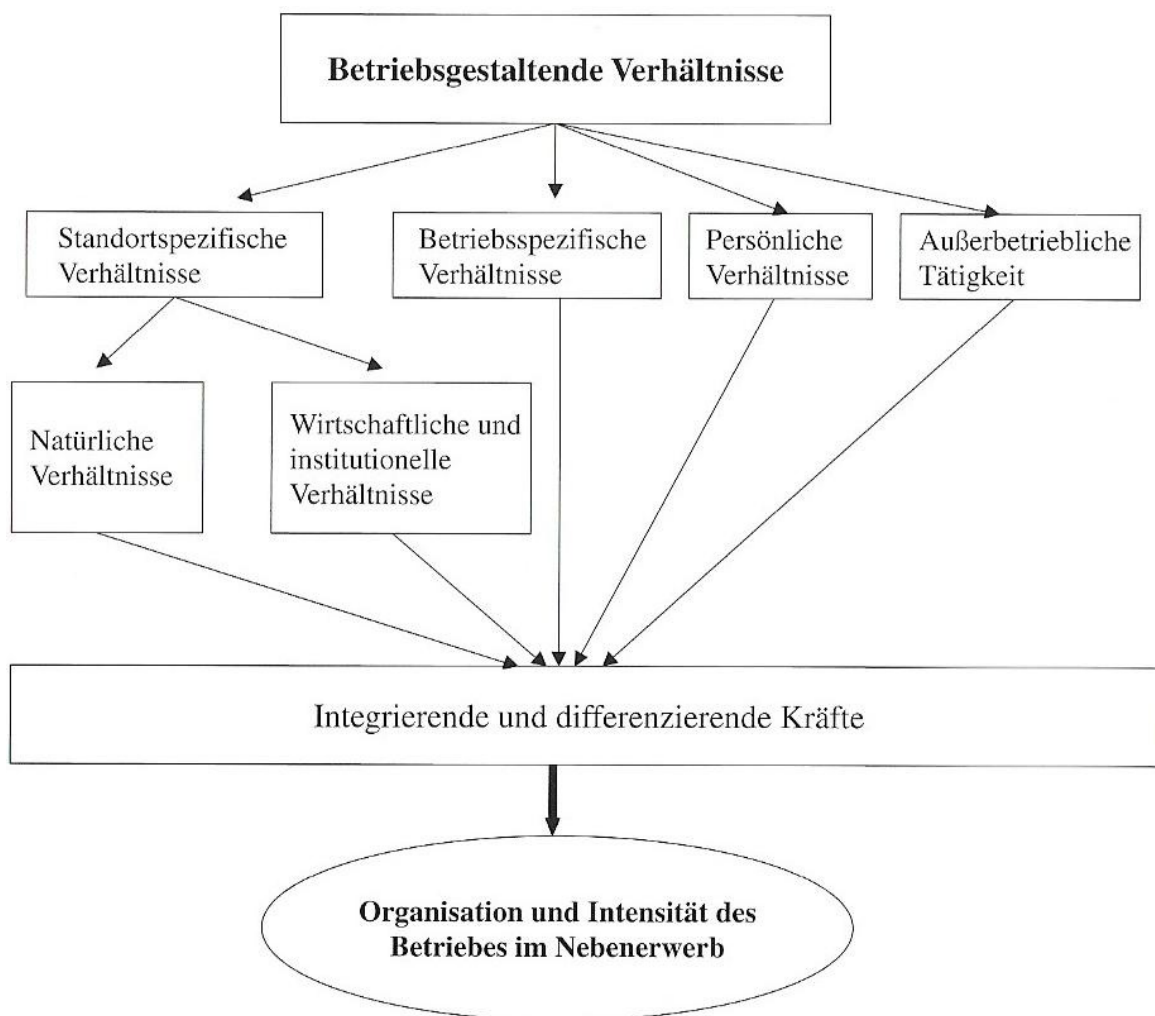 Betriebsgestaltende Verhältnisse
Standortspezifische
Verhältnisse
Betriebsspezifische
Verhältnisse
Persönliche
Verhältnisse
Außerbetriebliche
Tätigkeit
Natürliche
Verhältnisse
Wirtschaftliche und
institutionelle
Verhältnisse
Integrierende und differenzierende Kräfte
Organisation und Intensität des
Betriebes im Nebenerwerb